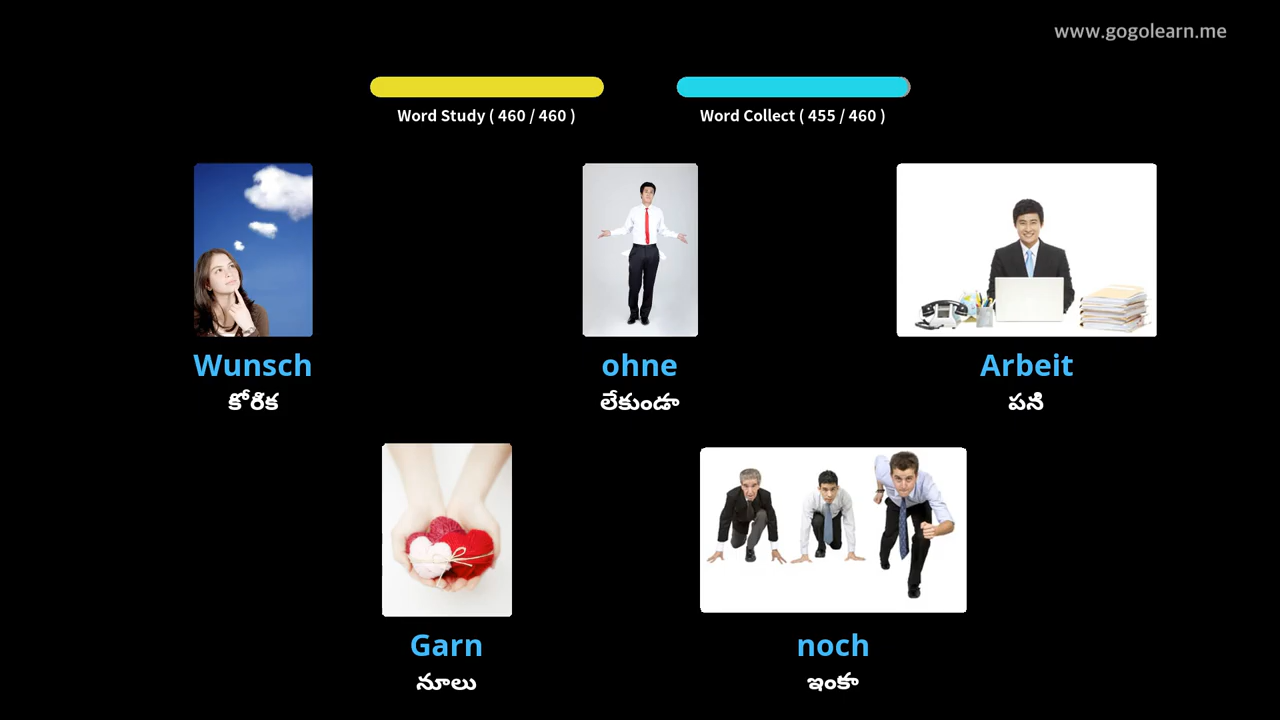 www.gogolearn.me
Word Study ( 460 / 460 )
Word Collect ( 455 / 460 )
Wunsch
కోరిక
ohne
లేకుండా
Arbeit
పని
Garn
నూలు
noch
ఇంకా